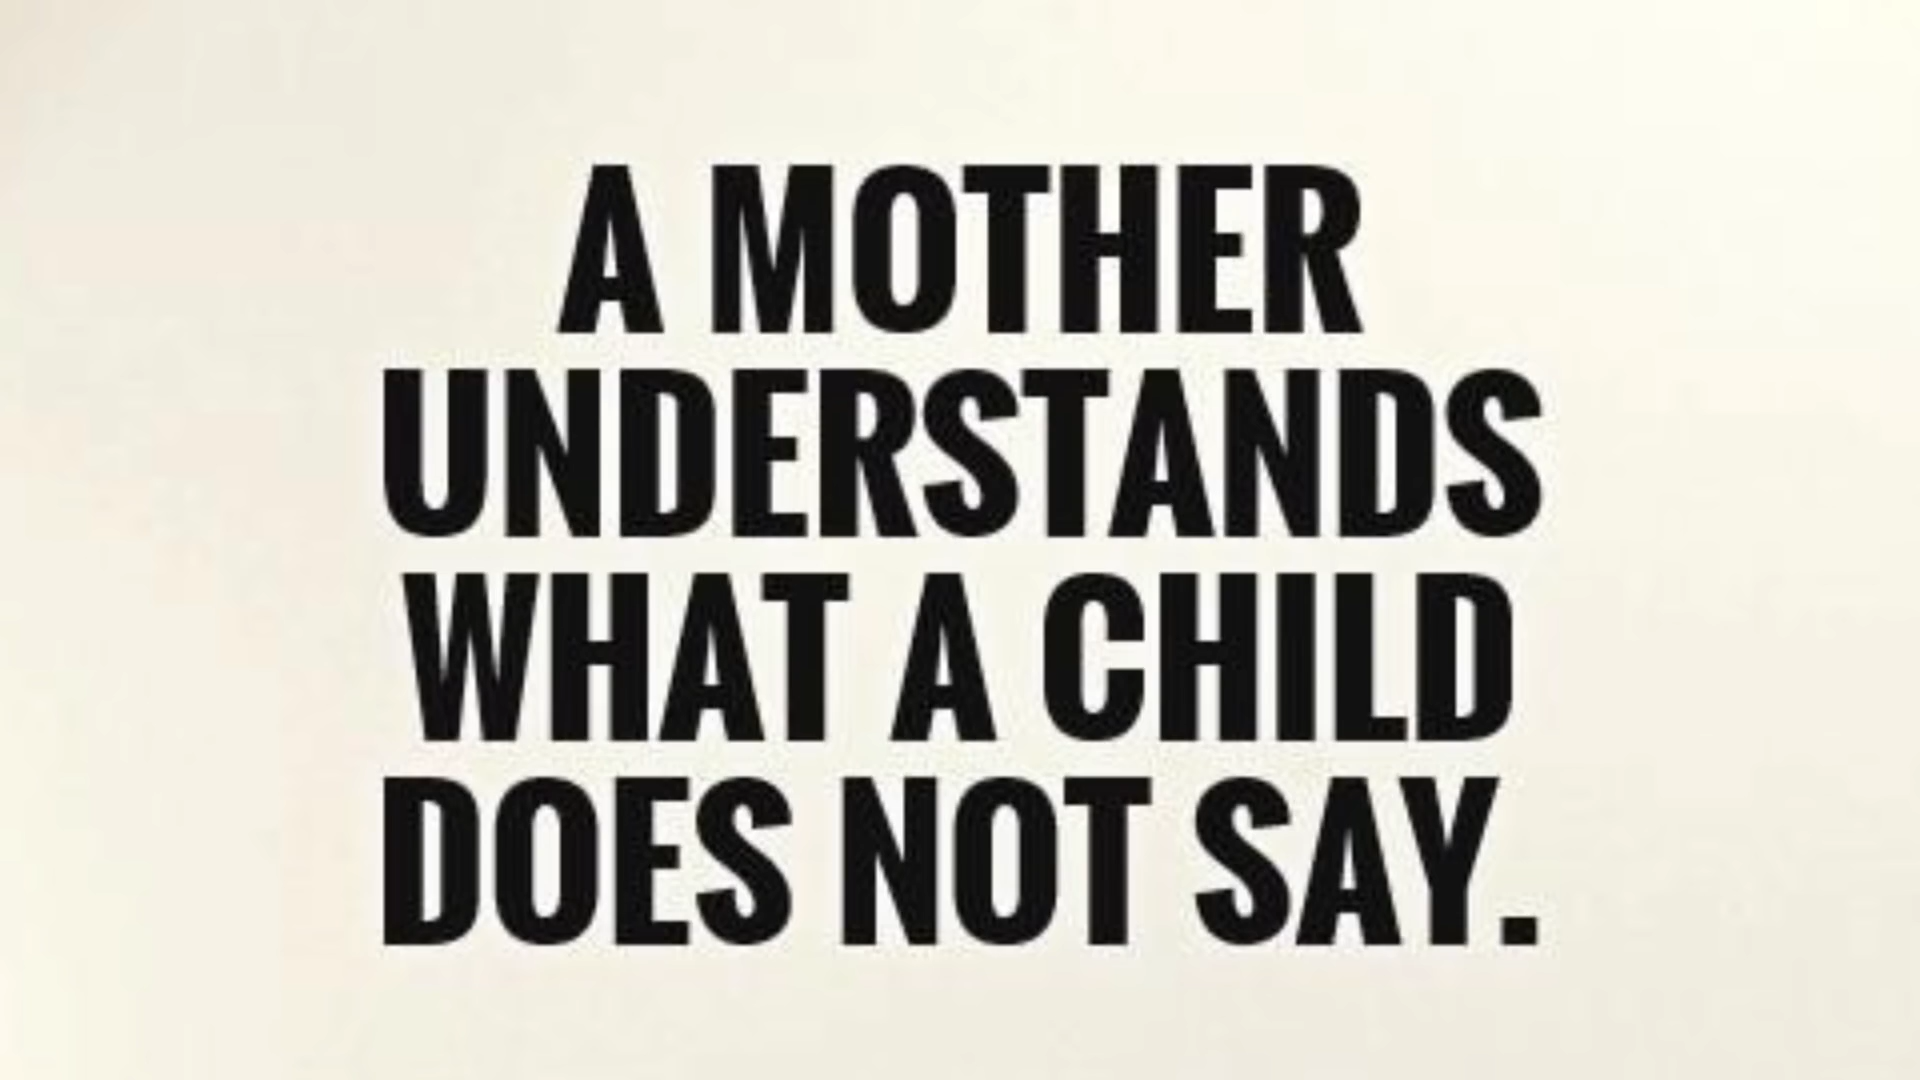 A MOTHER
UNDERSTANDS
WHAT A CHILD
DOES NOT SAY.